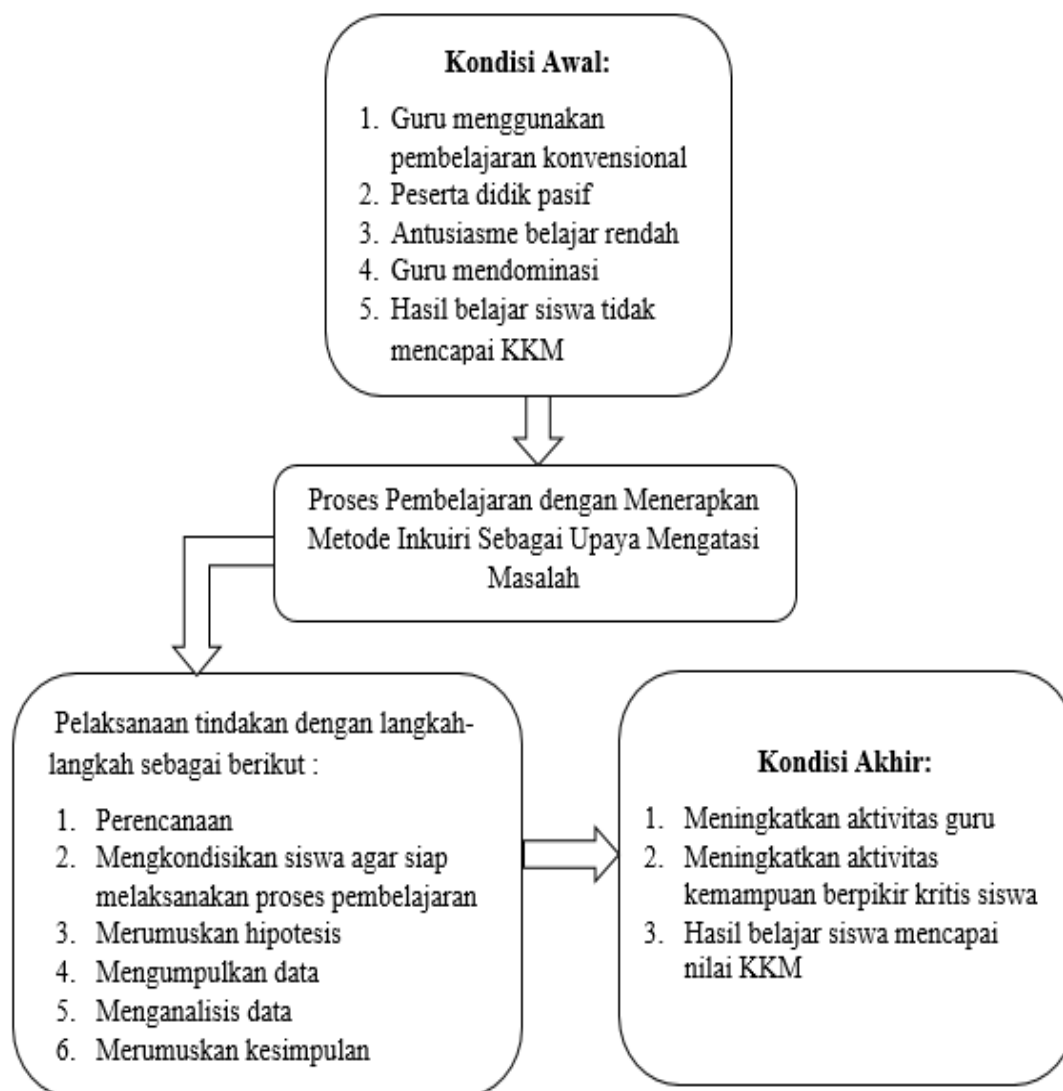 Kondisi Awal:
1. Guru menggunakan
pembelajaran konvensional
2. Peserta didik pasif
3. Antusiasme belajar rendah
4. Guru mendominasi
5. Hasil belajar siswa tidak
mencapai KKM
Proses Pembelajaran dengan Menerapkan
Metode Inkuiri Sebagai Upaya Mengatasi
Masalah
Pelaksanaan tindakan dengan langkah-
langkah sebagai berikut :
1. Perencanaan
2. Mengkondisikan siswa agar siap
melaksanakan proses pembelajaran
3. Merumuskan hipotesis
4. Mengumpulkan data
5. Menganalisis data
6. Merumuskan kesimpulan
Kondisi Akhir:
1. Meningkatkan aktivitas guru
2. Meningkatkan aktivitas
kemampuan berpikir kritis siswa
3. Hasil belajar siswa mencapai
nilai KKM